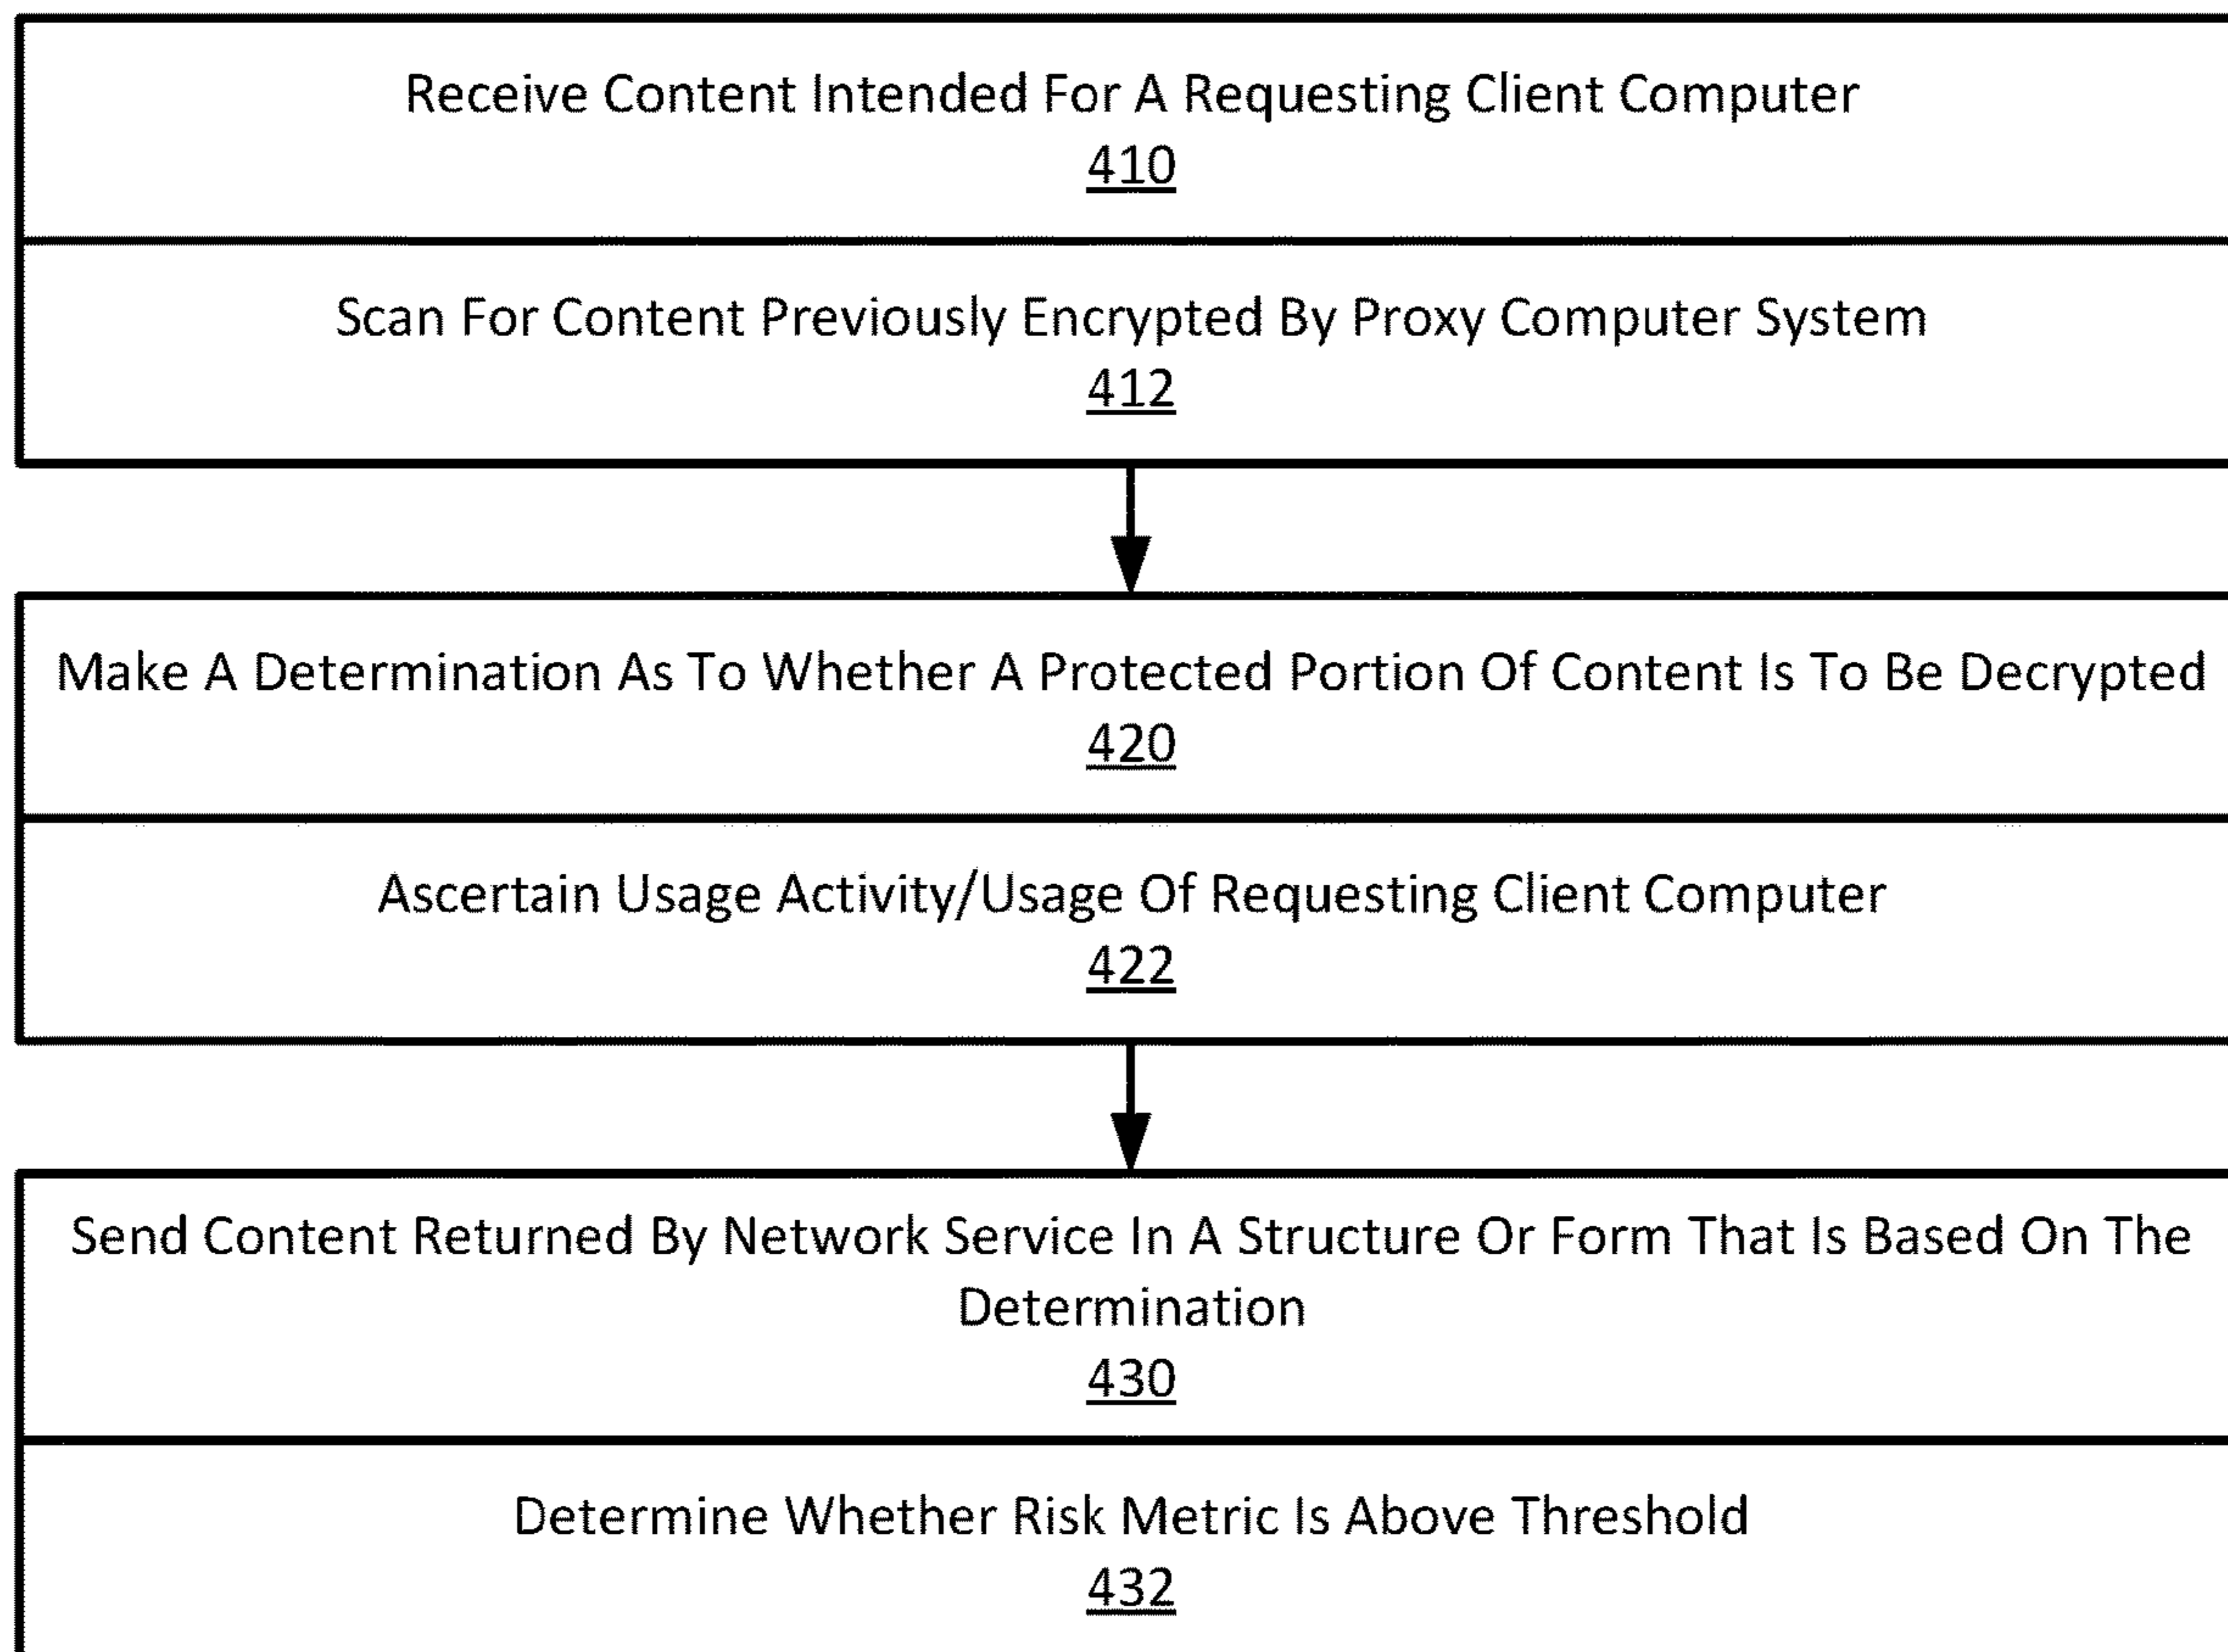 Receive Content Intended For A Requesting Client Computer
410
Scan For Content Previously Encrypted By Proxy Computer System
412
Make A Determination As To Whether A Protected Portion Of Content Is To Be Decrypted
420
Ascertain Usage Activity/Usage Of Requesting Client Computer
422
Send Content Returned By Network Service In A Structure Or Form That Is Based On The
Determination
430
Determine Whether Risk Metric Is Above Threshold
432